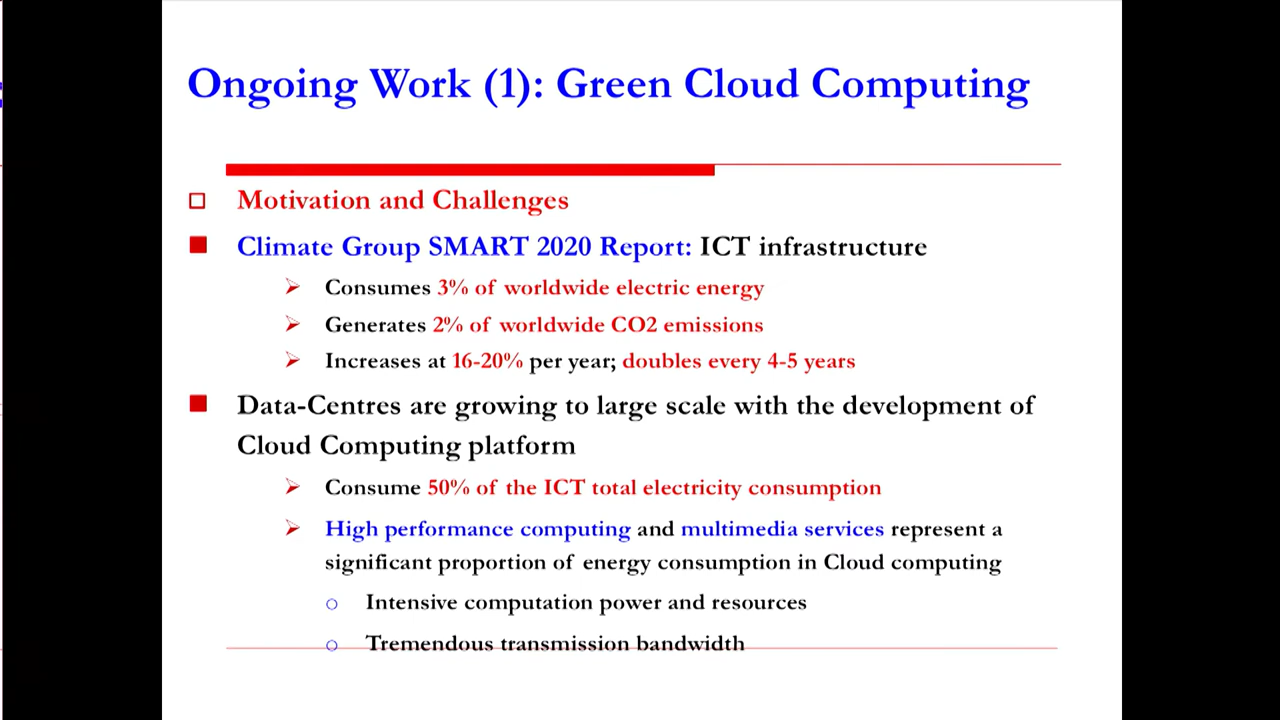 Ongoing Work (1): Green Cloud Computing
Motivation and Challenges
Climate Group SMART 2020 Report: ICT infrastructure
Consumes 3% of worldwide electric energy
Generates 2% of worldwide CO2 emissions
Increases at 16-20% per year; doubles every 4-5 years
Data-Centres are growing to large scale with the development of
Cloud Computing platform
Consume 50% of the ICT total electricity consumption
High performance computing and multimedia services represent a
significant proportion of energy consumption in Cloud computing
Intensive computation power and resources
Tremendous transmission bandwidth